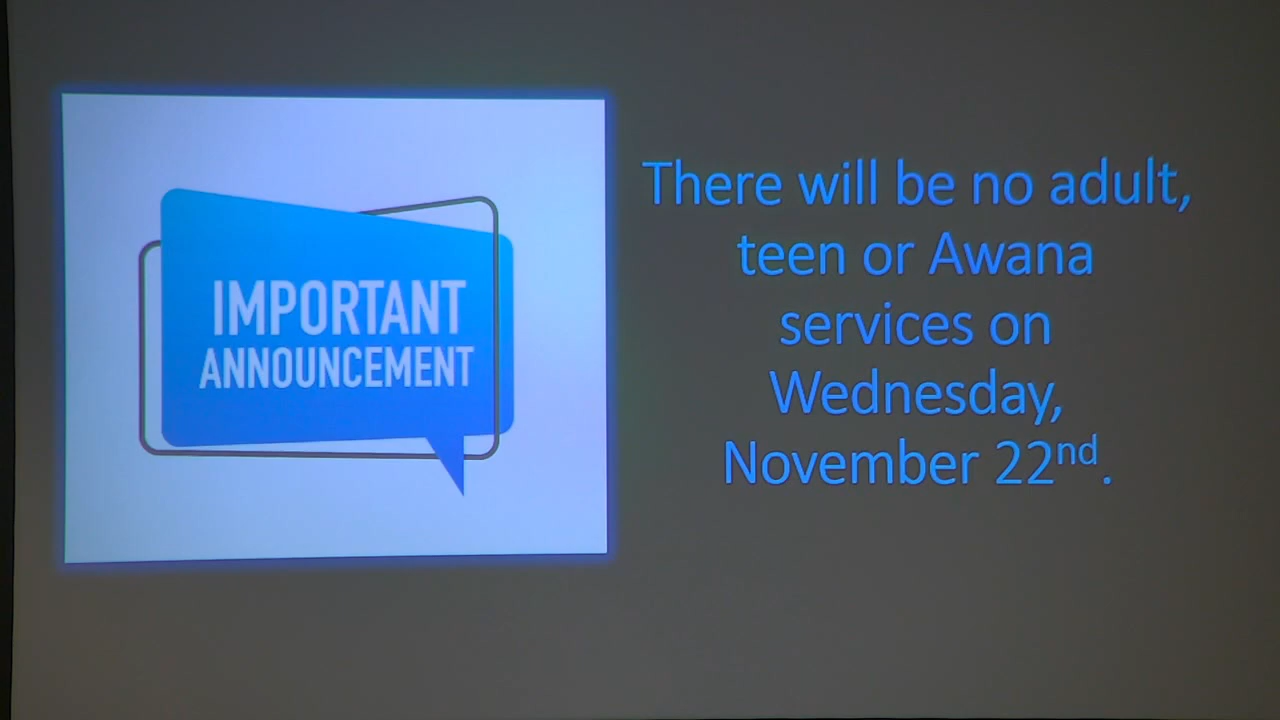 IMPORTANT
ANNOUNCEMENT
There will be no adult,
teen or Awana
services on
Wednesday,
November 22nd.